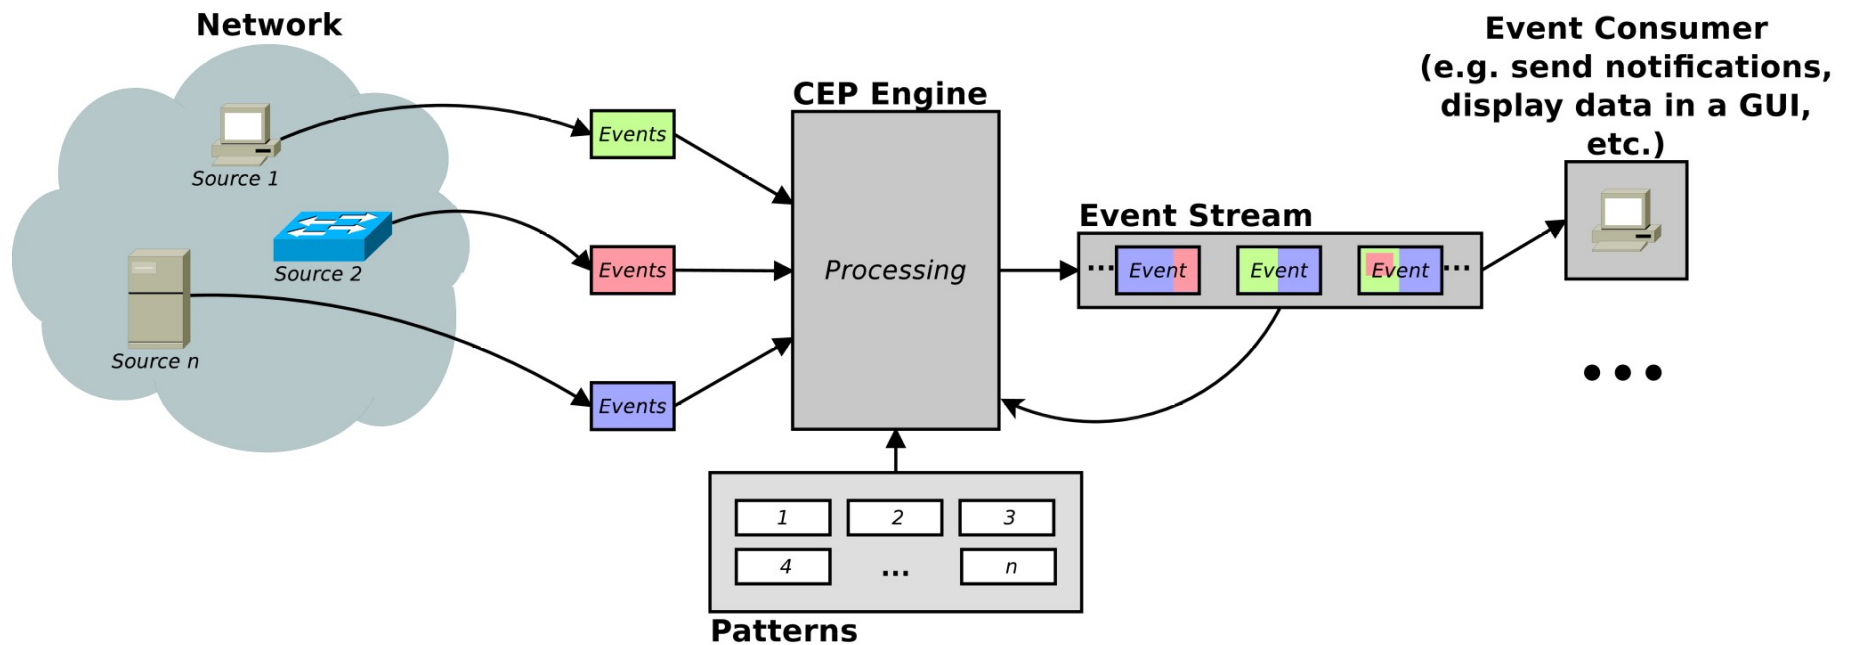 Network
Source 1
Source 2
Source n
Events
Events
Events
CEP Engine
Processing
1
2
3
4
...
n
Patterns
Event Stream
...
Event
Event
Event
...
Event Consumer
(e.g. send notifications,
display data in a GUI,
etc.)